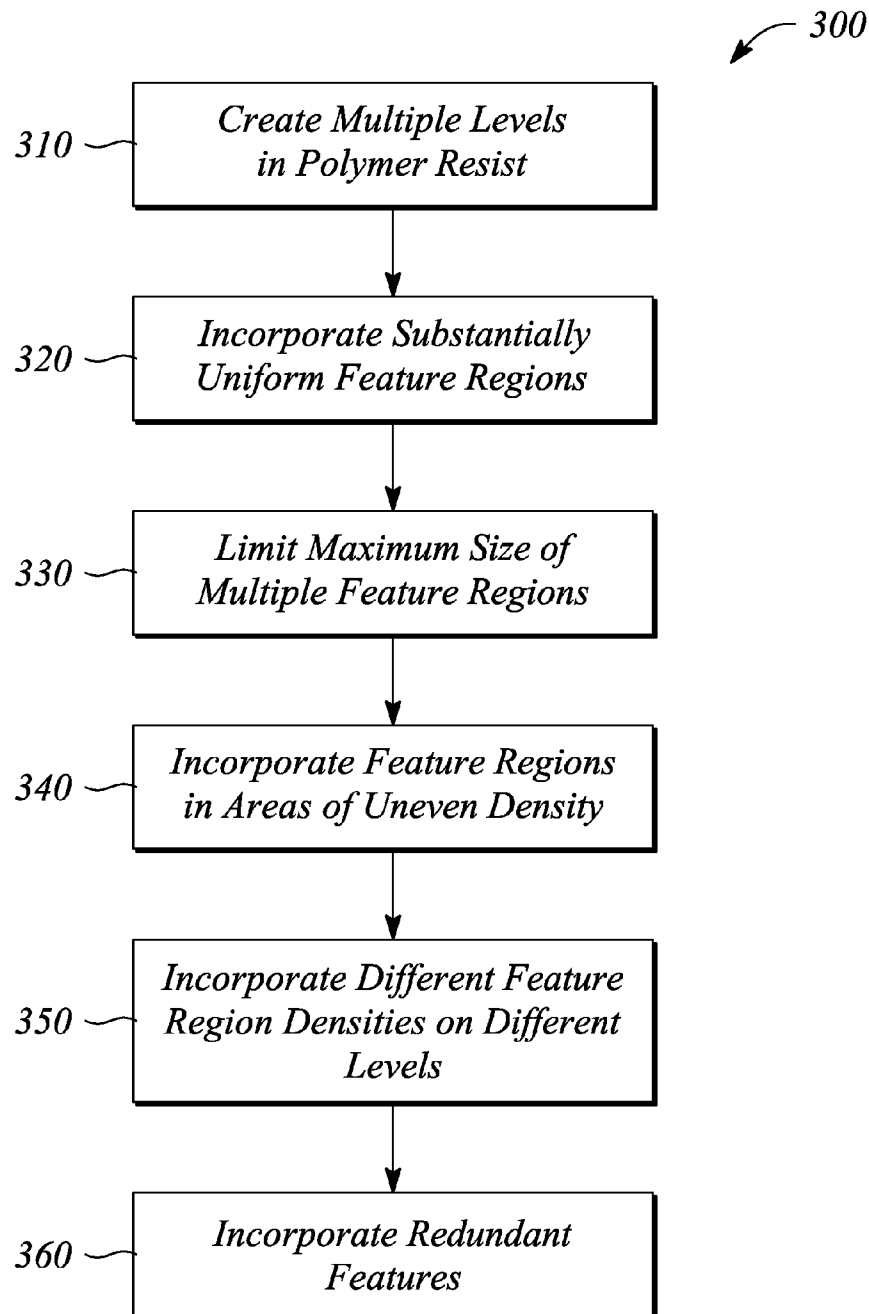 300
310
Create Multiple Levels
in Polymer Resist
320
Incorporate Substantially
Uniform Feature Regions
330
Limit Maximum Size of
Multiple Feature Regions
340
Incorporate Feature Regions
in Areas of Uneven Density
350
Incorporate Different Feature
Region Densities on Different
Levels
360
Incorporate Redundant
Features